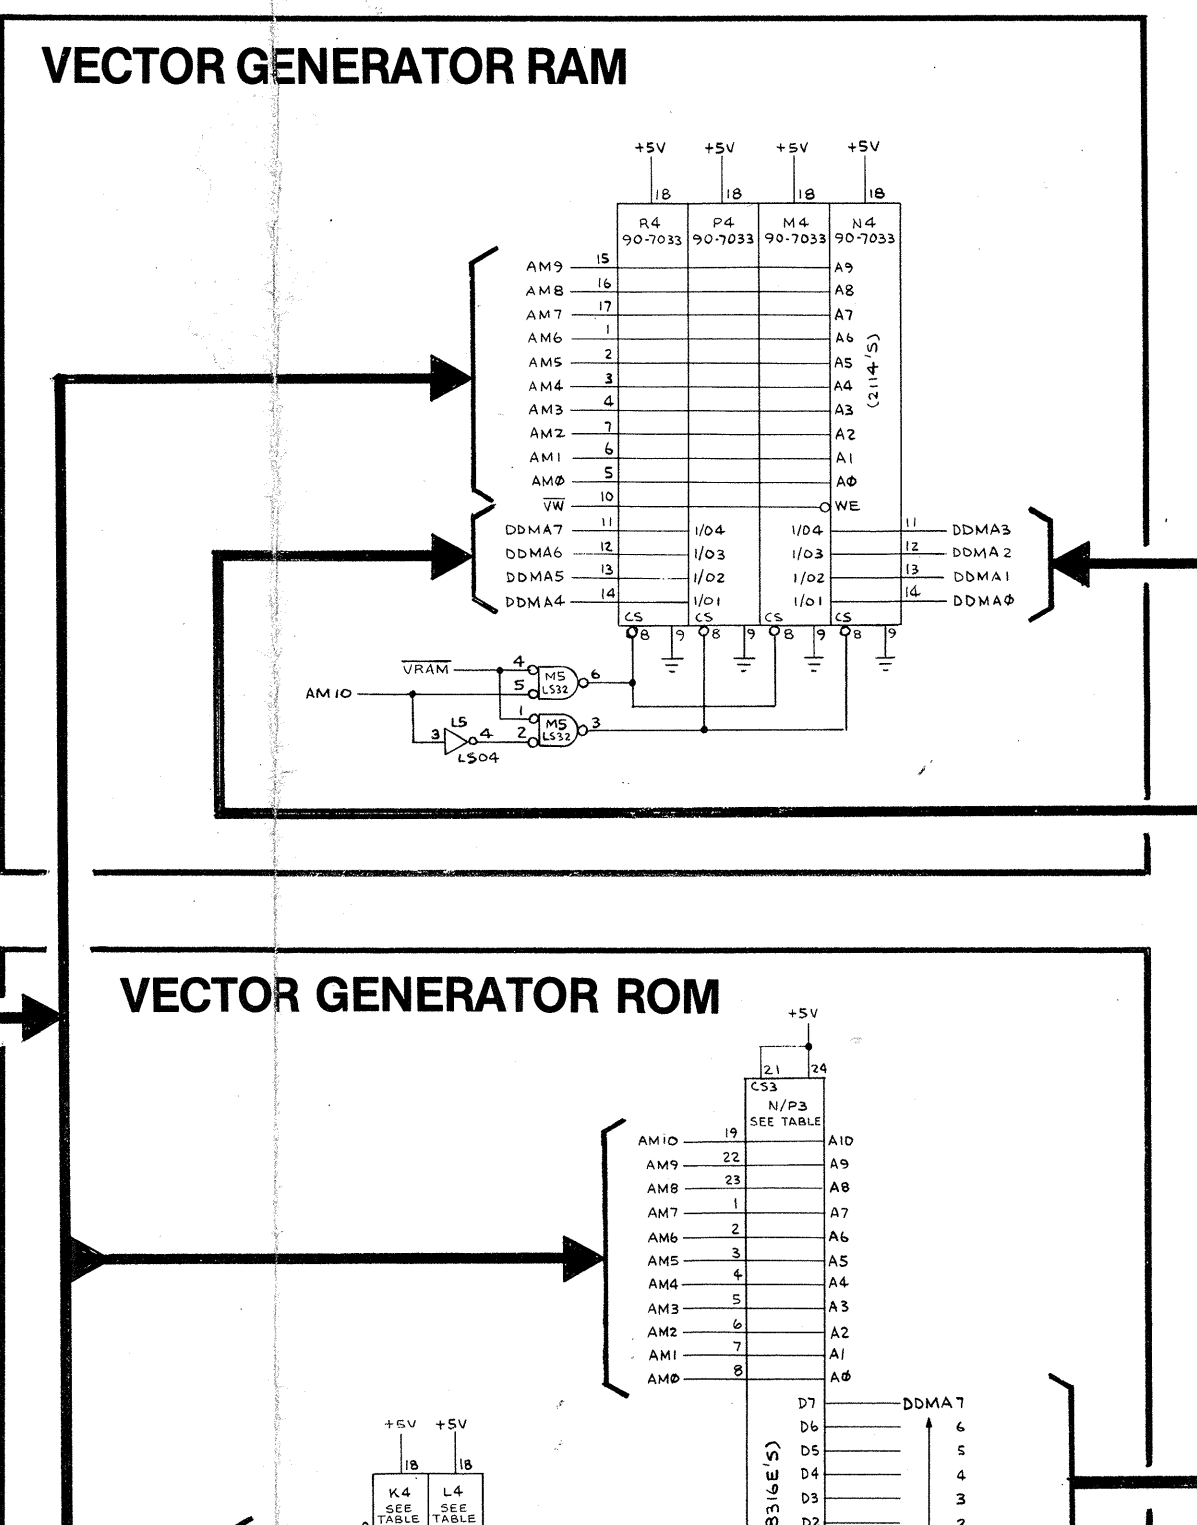 VECTOR GENERATOR RAM
+5V +5V +5V +5V
18 18 18 18
R4 P4 M4 N4
90-7033 90-7033 90-7033 90-7033
AM9 15 A9
AM8 16 A8
AM7 17 A7
AM6 1 A6
AM5 2 A5
AM4 3 A4
AM3 4 A3
AM2 7 A2
AM1 6 A1
AMØ 5 AØ
(2114'S)
VW 10 WE
DDMA7 11 I/O4 I/O4 11 DDMA3
DDMA6 12 I/O3 I/O3 12 DDMA2
DDMA5 13 I/O2 I/O2 13 DDMA1
DDMA4 14 I/O1 I/O1 14 DDMAØ
CS CS CS CS
8 9 8 9 8 9 8 9
VRAM 4 M5 6
AM10 5 LS32
1 M5 3
L5 LS32
3 4 2
LS04
VECTOR GENERATOR ROM
+5V
21 24
CS3
N/P3
SEE TABLE
AM10 19 A10
AM9 22 A9
AM8 23 A8
AM7 1 A7
AM6 2 A6
AM5 3 A5
AM4 4 A4
AM3 5 A3
AM2 6 A2
AM1 7 A1
AMØ 8 AØ
D7 DDMA7
D6 6
D5 5
D4 4
D3 3
D2 2
8316E'S)
+5V +5V
18 18
K4 L4
SEE SEE
TABLE TABLE